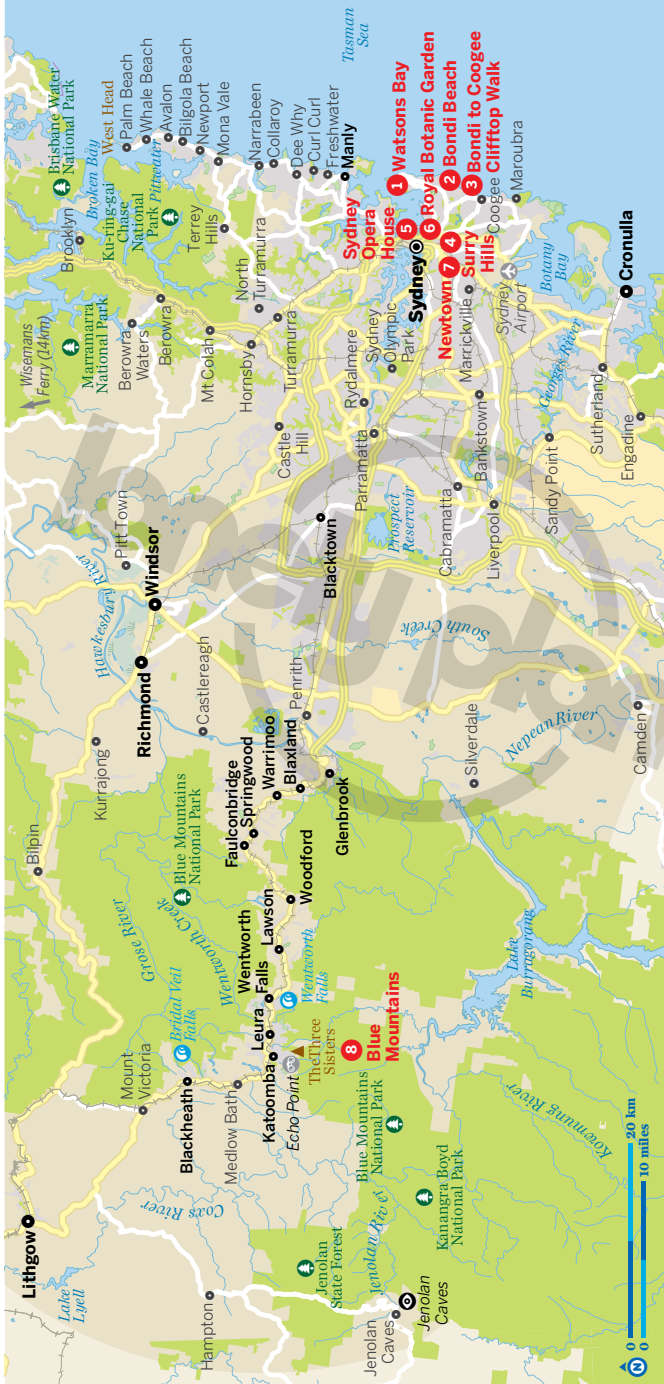 Brisbane Water
National Park
Broken Bay
West Head
Palm Beach
Whale Beach
Avalon
Bilgola Beach
Newport
Mona Vale
Narrabeen
Collaroy
Dee Why
Curl Curl
Freshwater
Manly
Tasman
Sea
Brooklyn
Ku-ring-gai
Chase
National
Park
Pittwater
Terrey
Hills
North
Turramurra
Turramurra
Wisemans
Ferry (14km)
Marramarra
National Park
Berowra
Waters
Berowra
Mt Colah
Hornsby
Castle
Hill
Rydalmere
Parramatta
Sydney
Olympic
Park
Sydney
Opera
House
5
1 Watsons Bay
6 Royal Botanic Garden
2 Bondi Beach
3 Bondi to Coogee
Clifftop Walk
Sydney
4
Surry
Hills
Newtown 7
Coogee
Maroubra
Marrickville
Sydney
Airport
Botany
Bay
Cronulla
Georges River
Bankstown
Sutherland
Engadine
Sandy Point
Cabramatta
Liverpool
Prospect
Reservoir
Blacktown
Pitt Town
Windsor
Hawkesbury River
Richmond
Castlereagh
Kurrajong
Bilpin
South Creek
Penrith
Nepean River
Camden
Silverdale
Faulconbridge
Springwood
Warrimoo
Blaxland
Glenbrook
Woodford
Lawson
Wentworth
Falls
Wentworth
Falls
Blue Mountains
National Park
Grose River
Wentworth Creek
Bridal Veil
Falls
Leura
Katoomba
Echo Point
The Three
Sisters
8
Blue
Mountains
Lake
Burragorang
Mount
Victoria
Blackheath
Medlow Bath
Blue Mountains
National Park
Kanangra Boyd
National Park
Kowmung River
Jenolan River
Coxs River
Lithgow
Lake
Lyell
Hampton
Jenolan
State Forest
Jenolan
Caves
Jenolan
Caves
N
0 20 km
0 10 miles